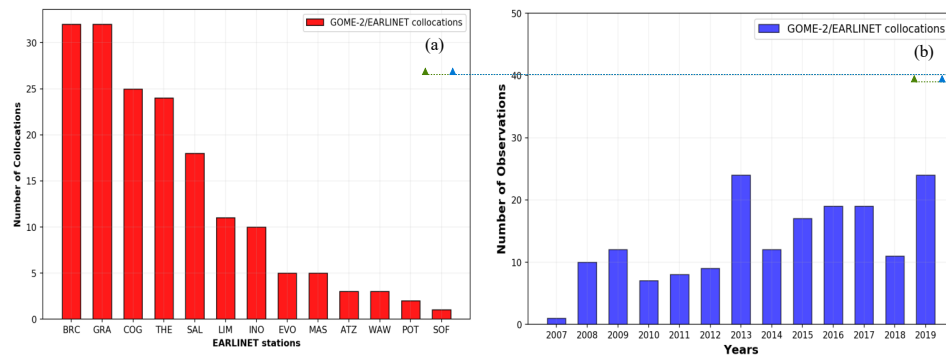 GOME-2/EARLINET collocations
(a)
Number of Collocations
30
25
20
15
10
5
0
BRC GRA COG THE SAL LIM INO EVO MAS ATZ WAW POT SOF
EARLINET stations
GOME-2/EARLINET collocations
(b)
Number of Observations
50
40
30
20
10
0
2007 2008 2009 2010 2011 2012 2013 2014 2015 2016 2017 2018 2019
Years